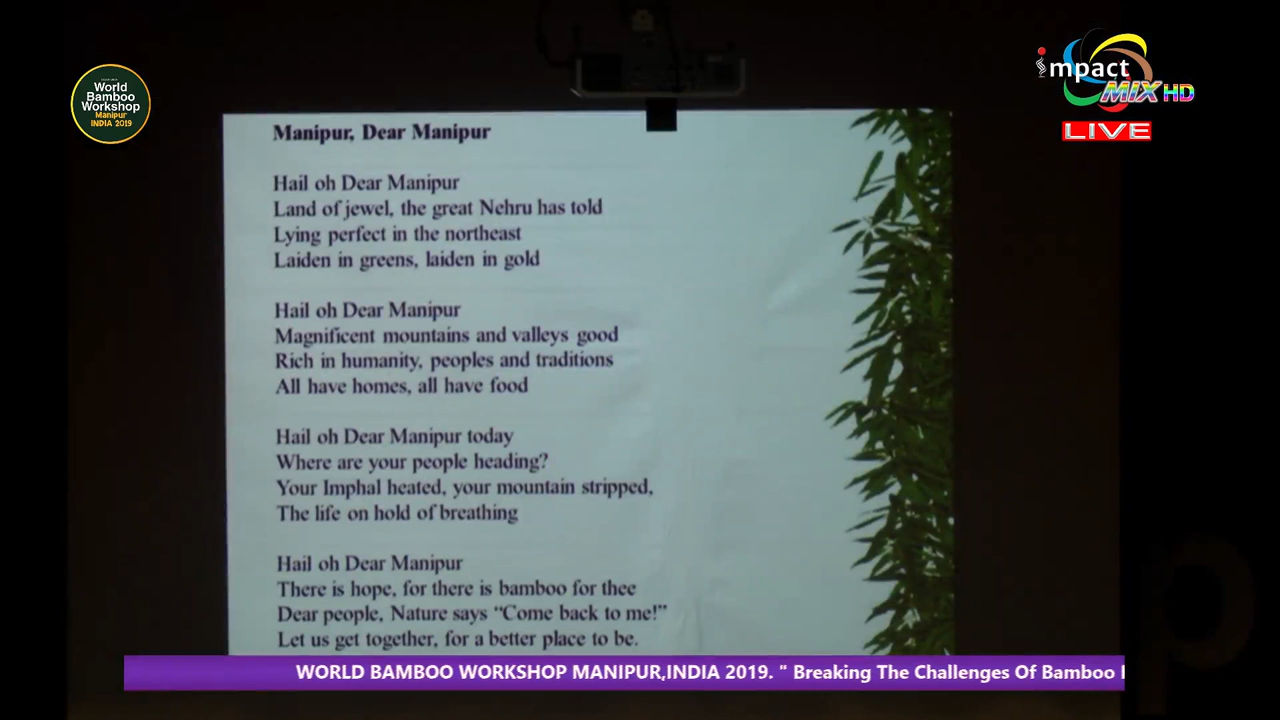 World
Bamboo
Workshop
Manipur
INDIA 2019
impact
MIX HD
LIVE
Manipur, Dear Manipur
Hail oh Dear Manipur
Land of jewel, the great Nehru has told
Lying perfect in the northeast
Laiden in greens, laiden in gold
Hail oh Dear Manipur
Magnificent mountains and valleys good
Rich in humanity, peoples and traditions
All have homes, all have food
Hail oh Dear Manipur today
Where are your people heading?
Your Imphal heated, your mountain stripped,
The life on hold of breathing
Hail oh Dear Manipur
There is hope, for there is bamboo for thee
Dear people, Nature says “Come back to me!”
Let us get together, for a better place to be.
WORLD BAMBOO WORKSHOP MANIPUR,INDIA 2019. " Breaking The Challenges Of Bamboo